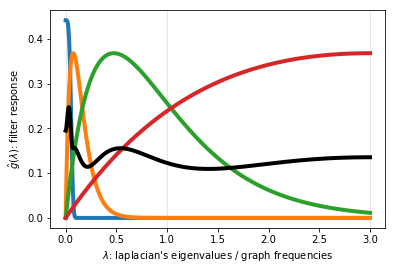 ĝ(λ): filter response
0.4
0.3
0.2
0.1
0.0
0.0 0.5 1.0 1.5 2.0 2.5 3.0
λ: laplacian's eigenvalues / graph frequencies